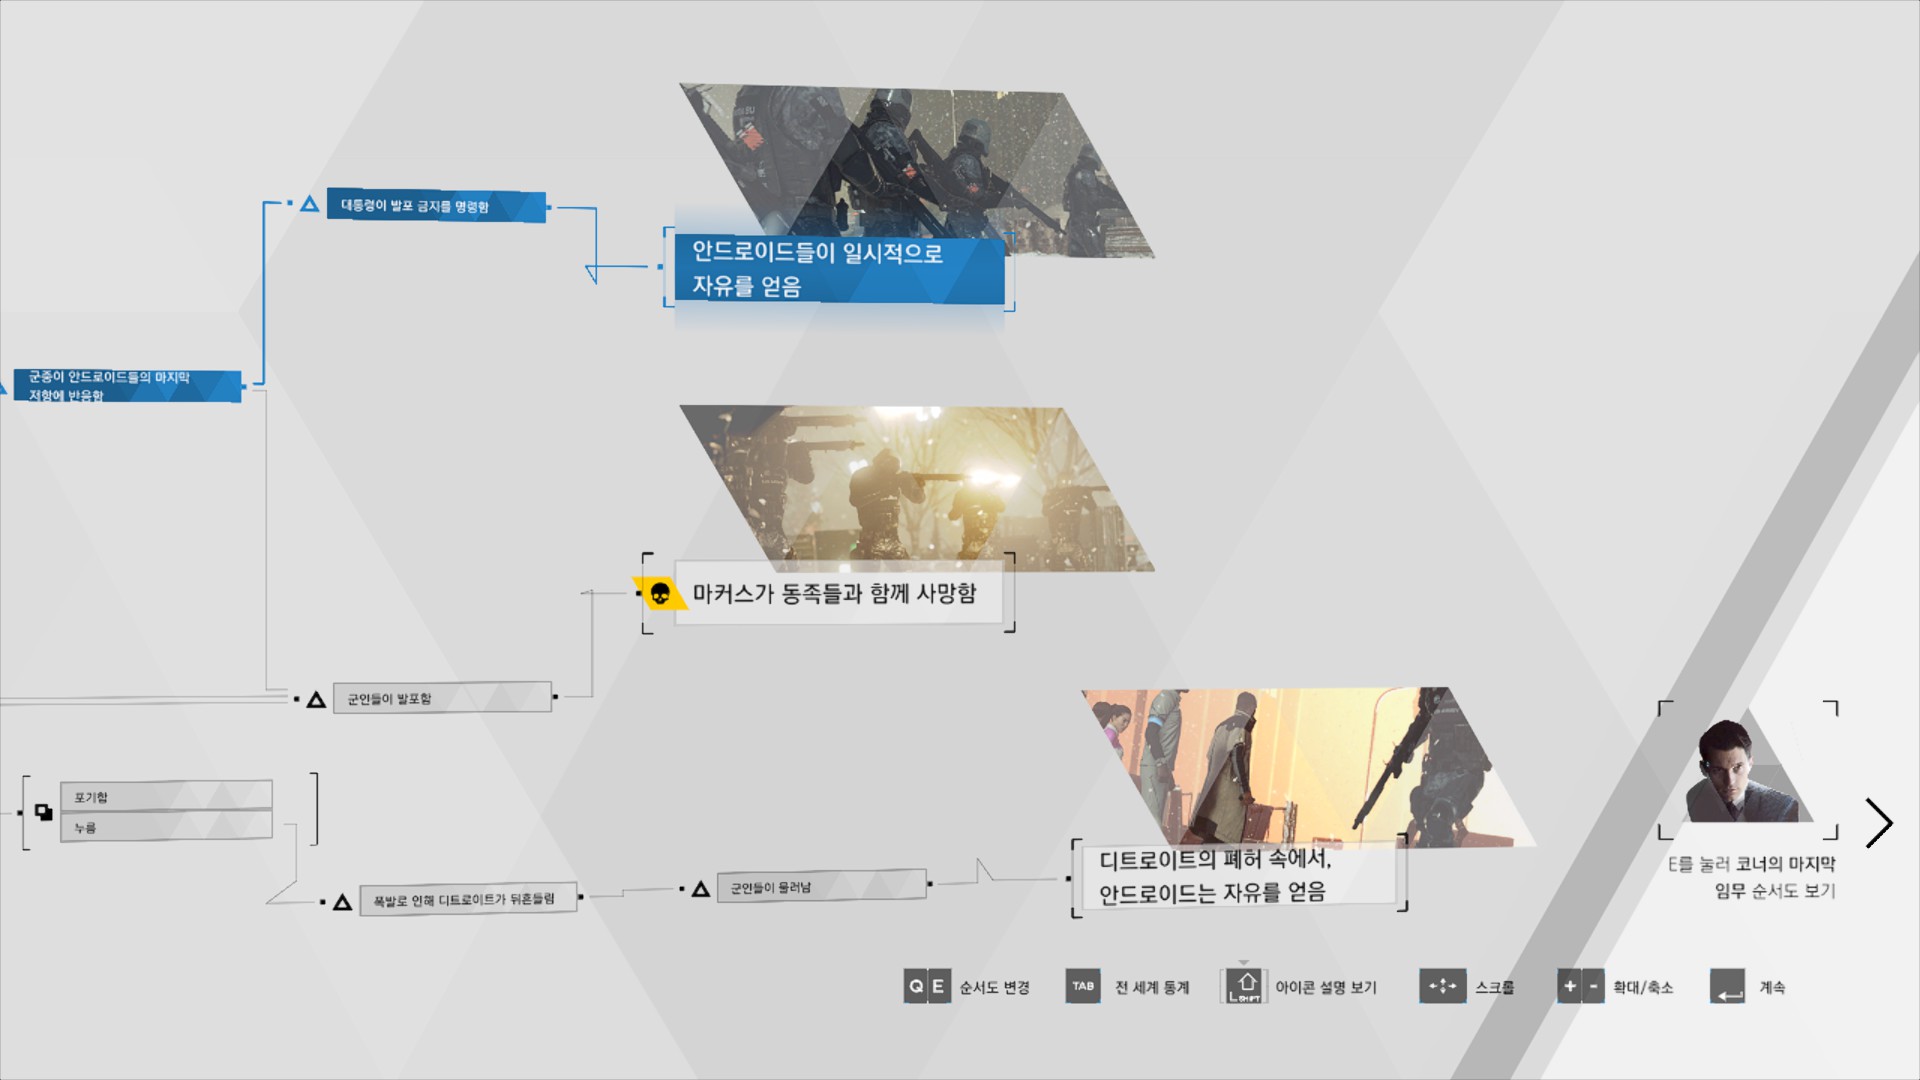 대통령이 발포 금지를 명령함
안드로이드들이 일시적으로
자유를 얻음
군중이 안드로이드들의 마지막
저항에 반응함
마커스가 동족들과 함께 사망함
군인들이 발포함
포기함
누름
폭발로 인해 디트로이트가 뒤흔들림
군인들이 물러남
디트로이트의 폐허 속에서,
안드로이드는 자유를 얻음
E를 눌러 코너의 마지막
임무 순서도 보기
Q E 순서도 변경
TAB 전 세계 통계
L SHIFT 아이콘 설명 보기
스크롤
+ - 확대/축소
계속